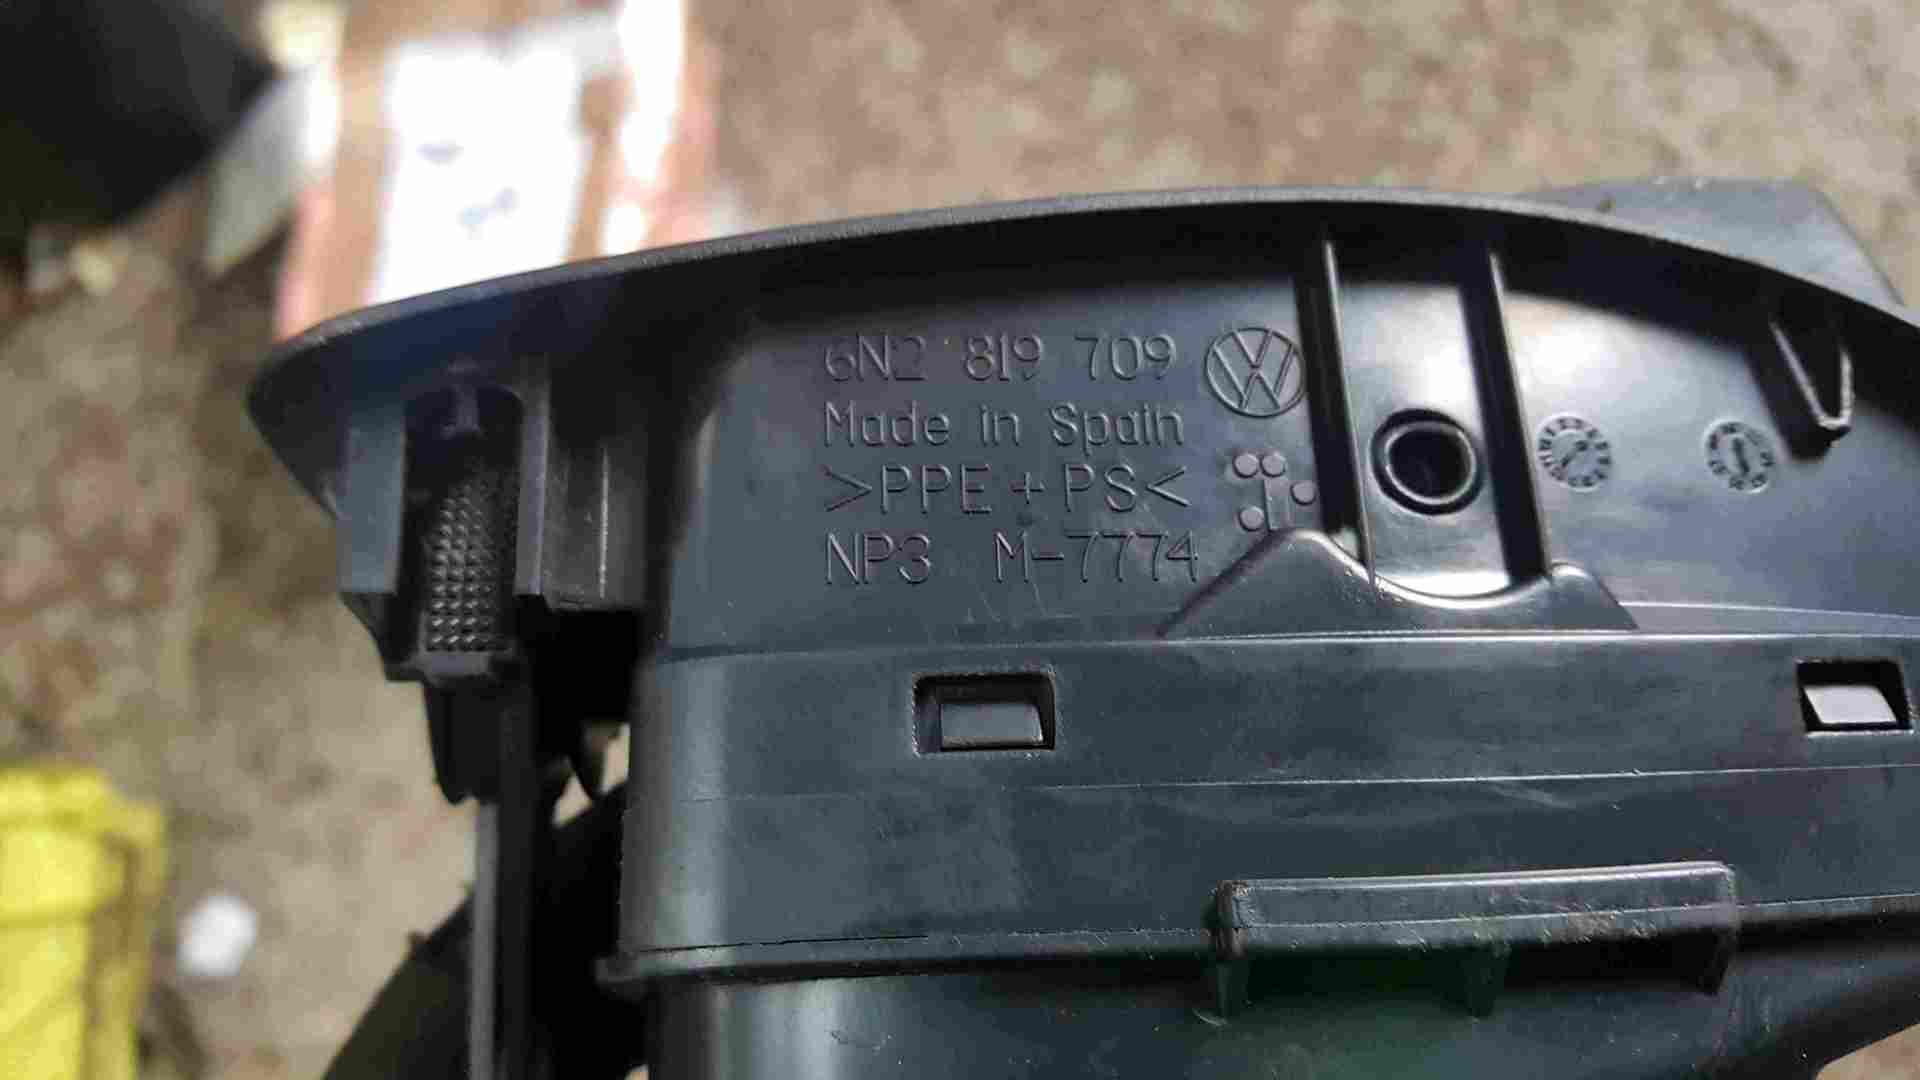 6N2 819 709
Made in Spain
>PPE+PS<
NP3 M-7774